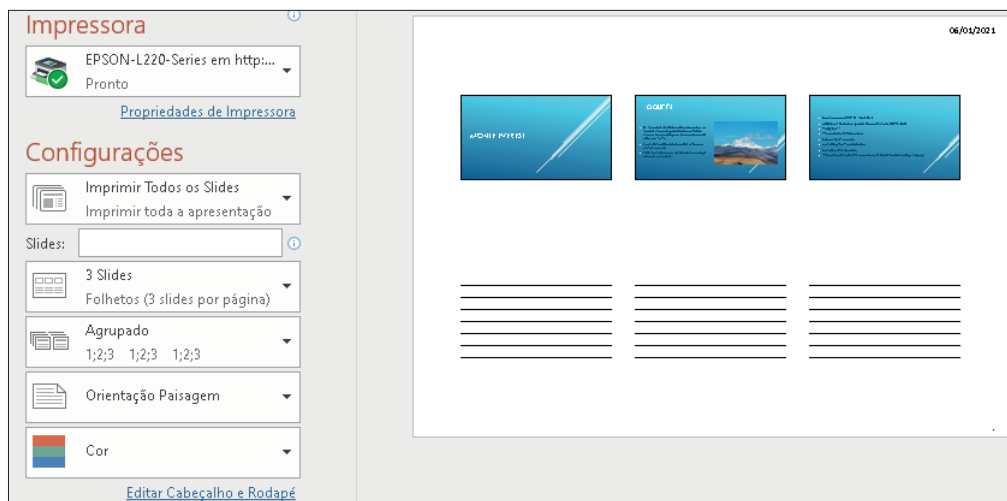 Impressora
EPSON-L220-Series em http:...
Pronto
Propriedades de Impressora
Configurações
Imprimir Todos os Slides
Imprimir toda a apresentação
Slides:
3 Slides
Folhetos (3 slides por página)
Agrupado
1;2;3 1;2;3 1;2;3
Orientação Paisagem
Cor
Editar Cabeçalho e Rodapé
06/01/2021